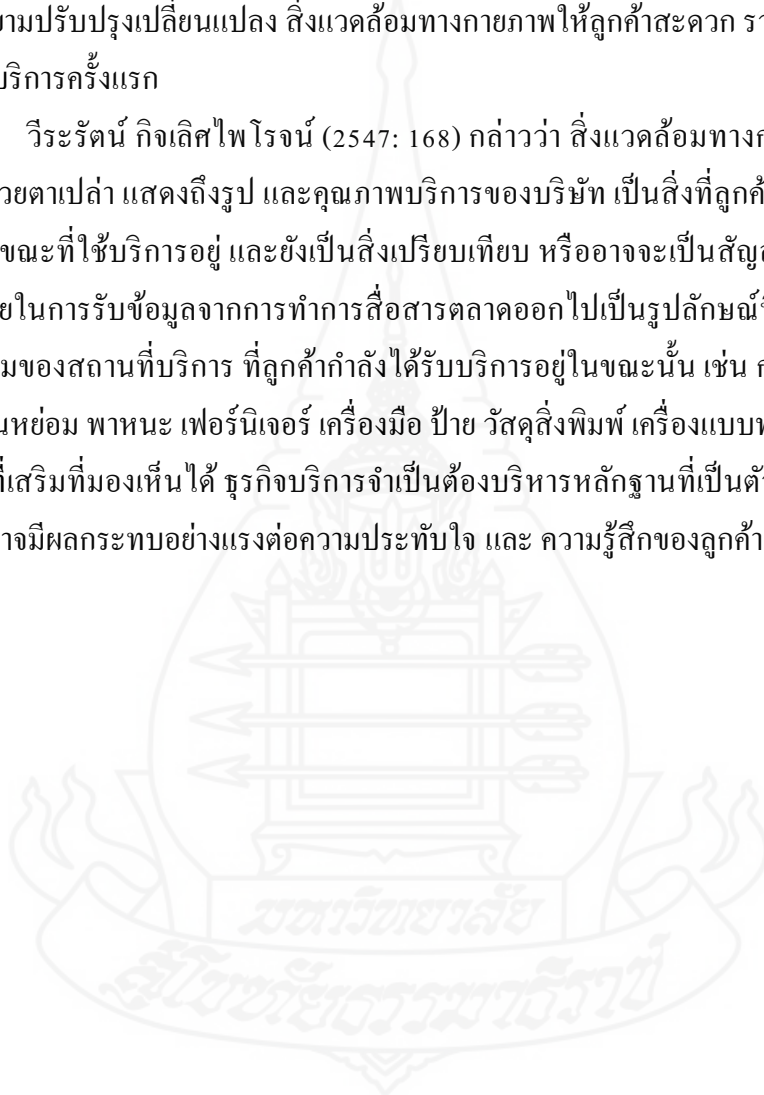 ยามปรับปรุงเปลี่ยนแปลง สิ่งแวดล้อมทางกายภาพให้ลูกค้าสะดวก
บริการครั้งแรก
วีระรัตน์ กิจเลิศไพโรจน์ (2547: 168) กล่าวว่า สิ่งแวดล้อมทาง
วยตาเปล่า แสดงถึงรูป และคุณภาพบริการของบริษัท เป็นสิ่งที่ลูกค้
ขณะที่ใช้บริการอยู่ และยังเป็นสิ่งเปรียบเทียบ หรืออาจจะเป็นสัญ
ยในการรับข้อมูลจากการทำการสื่อสารตลาดออกไปเป็นรูปลักษณ์
มของสถานที่บริการ ที่ลูกค้ากำลังได้รับบริการอยู่ในขณะนั้น เช่น
นหย่อม พาหนะ เฟอร์นิเจอร์ เครื่องมือ ป้าย วัสดุสิ่งพิมพ์ เครื่องแบบ
ที่เสริมที่มองเห็นได้ ธุรกิจบริการจำเป็นต้องบริหารหลักฐานที่เป็นตั
าจมีผลกระทบอย่างแรงต่อความประทับใจ และ ความรู้สึกของลูกค้า
มหาวิทยาลัย
สุโขทัยธรรมาธิราช